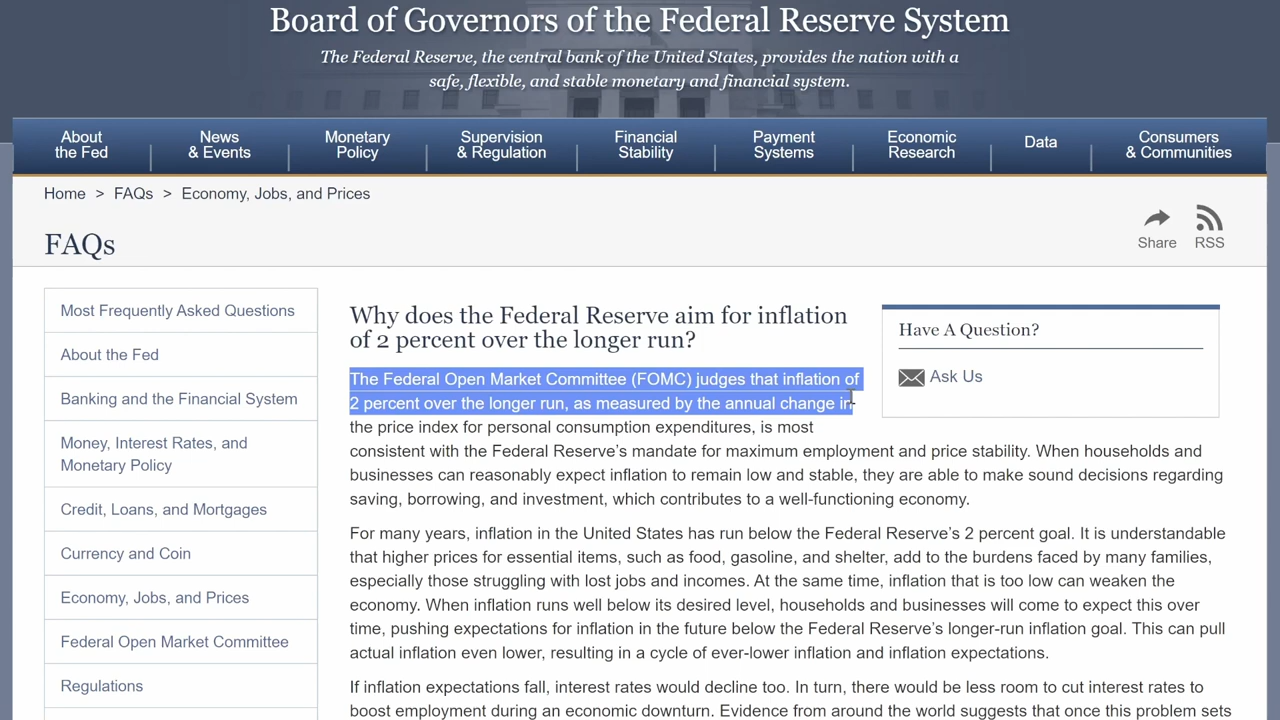 Board of Governors of the Federal Reserve System
The Federal Reserve, the central bank of the United States, provides the nation with a
safe, flexible, and stable monetary and financial system.
About
the Fed
News
& Events
Monetary
Policy
Supervision
& Regulation
Financial
Stability
Payment
Systems
Economic
Research
Data
Consumers
& Communities
Home > FAQs > Economy, Jobs, and Prices
FAQs
Share
RSS
Most Frequently Asked Questions
About the Fed
Banking and the Financial System
Money, Interest Rates, and
Monetary Policy
Credit, Loans, and Mortgages
Currency and Coin
Economy, Jobs, and Prices
Federal Open Market Committee
Regulations
Why does the Federal Reserve aim for inflation
of 2 percent over the longer run?
The Federal Open Market Committee (FOMC) judges that inflation of
2 percent over the longer run, as measured by the annual change in
the price index for personal consumption expenditures, is most
consistent with the Federal Reserve’s mandate for maximum employment and price stability. When households and
businesses can reasonably expect inflation to remain low and stable, they are able to make sound decisions regarding
saving, borrowing, and investment, which contributes to a well-functioning economy.
For many years, inflation in the United States has run below the Federal Reserve’s 2 percent goal. It is understandable
that higher prices for essential items, such as food, gasoline, and shelter, add to the burdens faced by many families,
especially those struggling with lost jobs and incomes. At the same time, inflation that is too low can weaken the
economy. When inflation runs well below its desired level, households and businesses will come to expect this over
time, pushing expectations for inflation in the future below the Federal Reserve’s longer-run inflation goal. This can pull
actual inflation even lower, resulting in a cycle of ever-lower inflation and inflation expectations.
If inflation expectations fall, interest rates would decline too. In turn, there would be less room to cut interest rates to
boost employment during an economic downturn. Evidence from around the world suggests that once this problem sets
Have A Question?
Ask Us